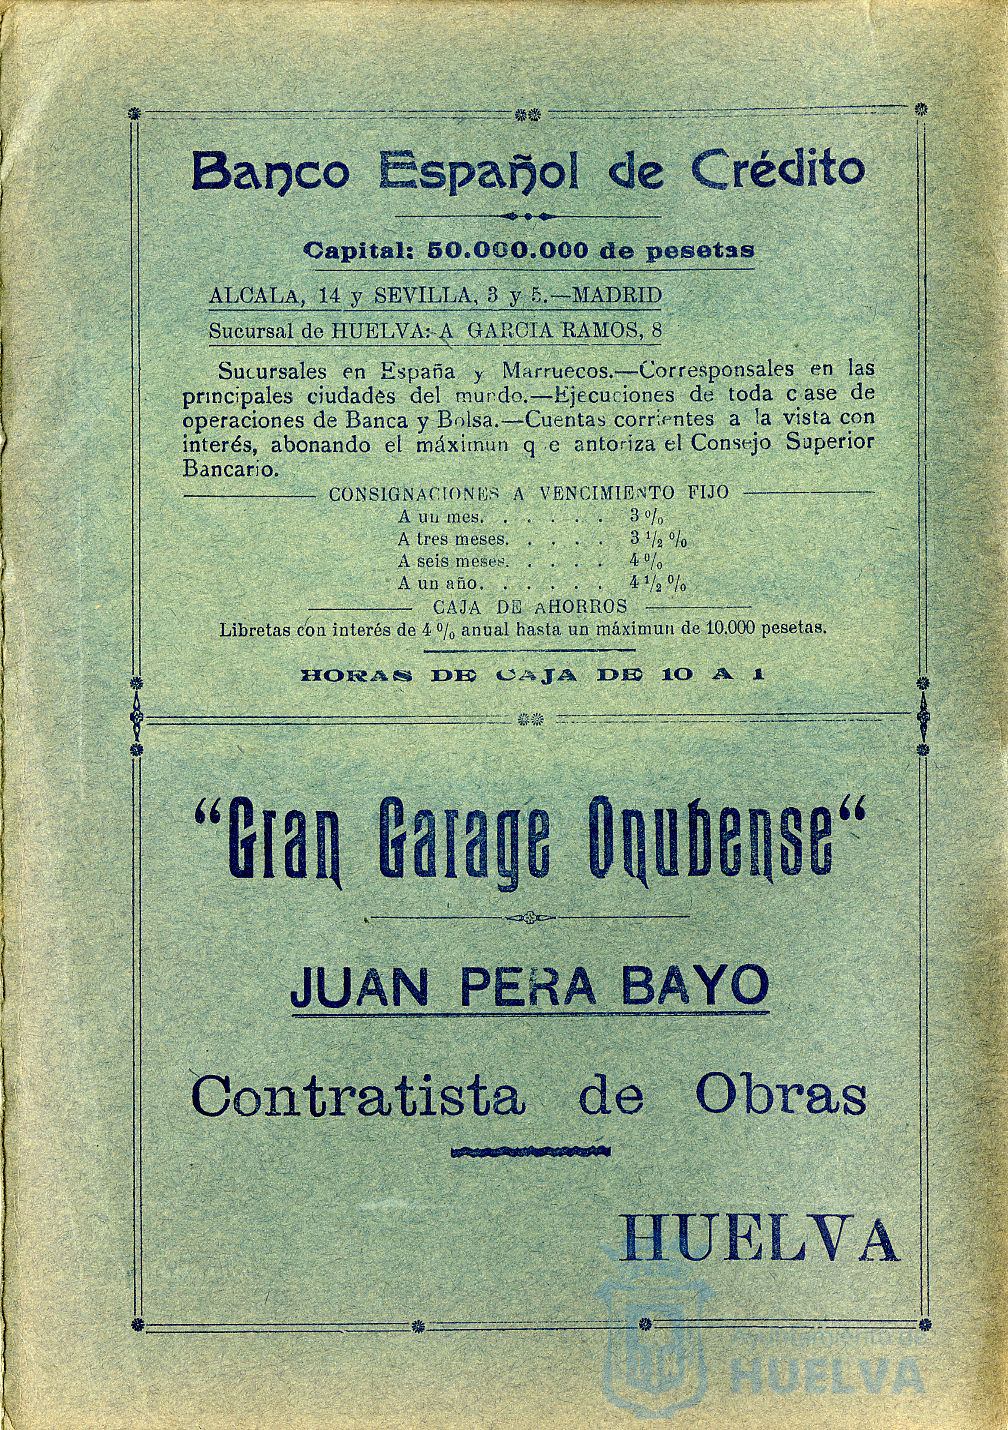 Banco Español de Crédito
Capital: 50.000.000 de pesetas
ALCALA, 14 y SEVILLA, 3 y 5.—MADRID
Sucursal de HUELVA: A GARCIA RAMOS, 8
Sucursales en España y Marruecos.—Corresponsales en las
principales ciudades del mundo.—Ejecuciones de toda c ase de
operaciones de Banca y Bolsa.—Cuentas corrientes a la vista con
interés, abonando el máximun q e antoriza el Consejo Superior
Bancario.
CONSIGNACIONES A VENCIMIENTO FIJO
A un mes. . . . . . . 3 %
A tres meses. . . . . 3 1/2 %
A seis meses. . . . . 4 %
A un año. . . . . . . 4 1/2 %
CAJA DE AHORROS
Libretas con interés de 4 % anual hasta un máximun de 10.000 pesetas.
HORAS DE CAJA DE 10 A 1
“Gran Garage Onubense“
JUAN PERA BAYO
Contratista de Obras
HUELVA
Ayuntamiento de
HUELVA